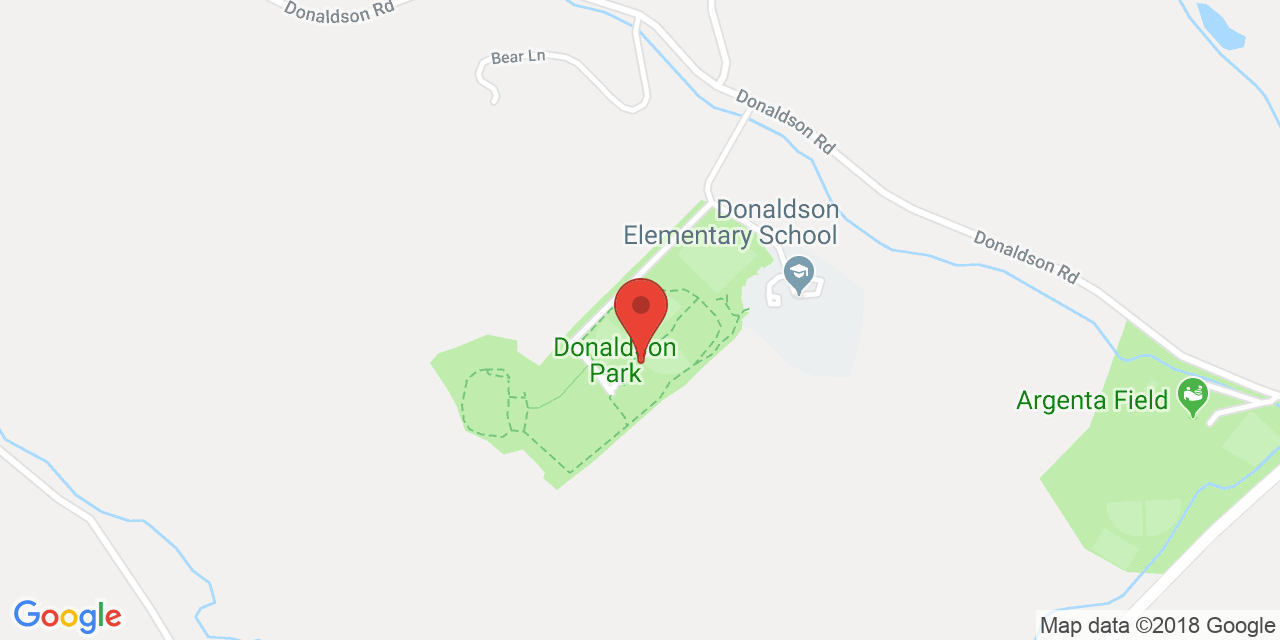 Donaldson Rd
Bear Ln
Donaldson Rd
Donaldson
Elementary School
Donaldson Rd
Donaldson
Park
Argenta Field
Google
Map data ©2018 Google